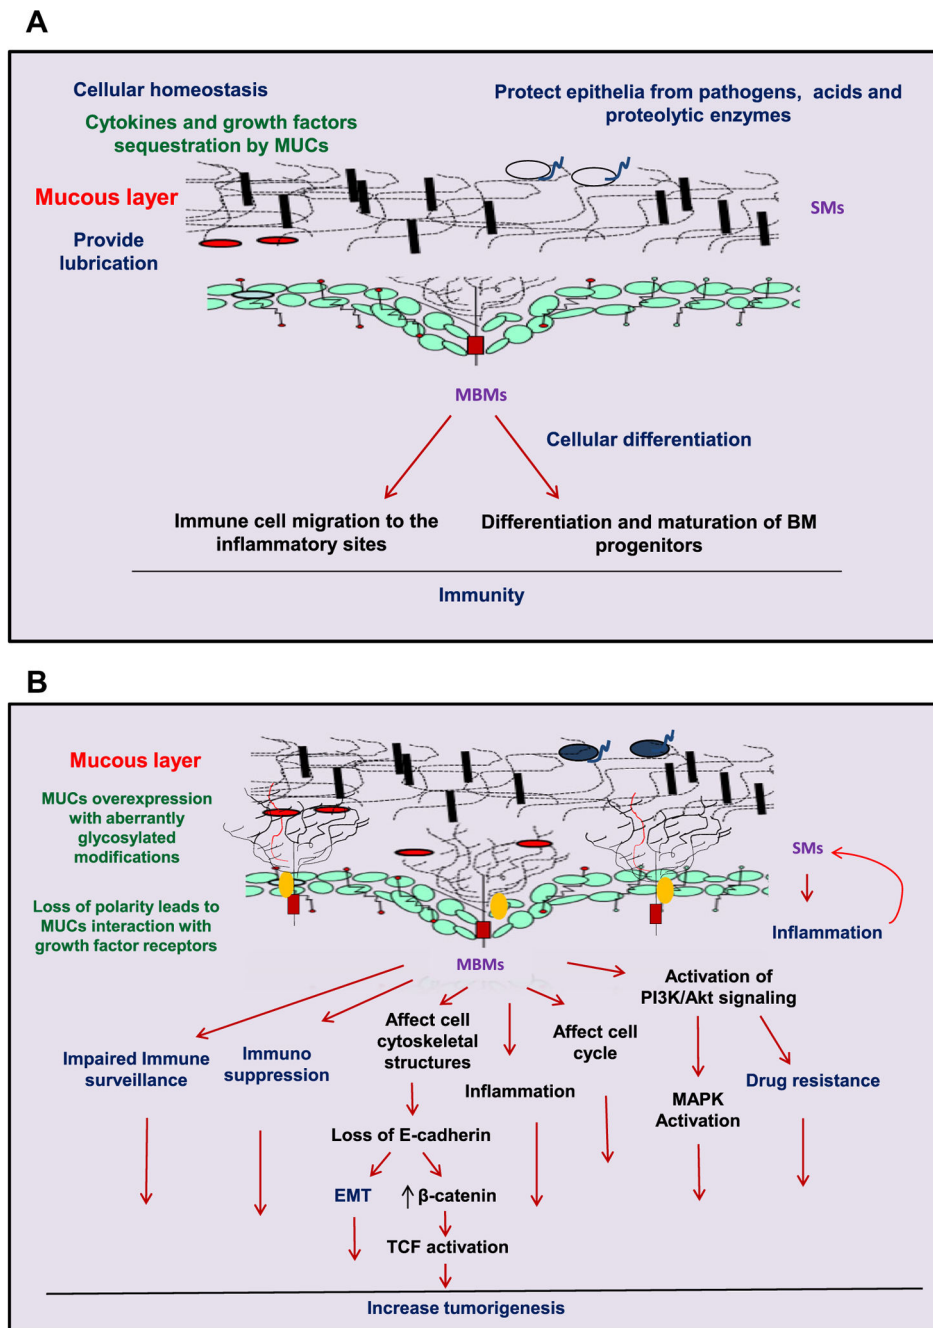 A
Cellular homeostasis
Protect epithelia from pathogens, acids and
proteolytic enzymes
Cytokines and growth factors
sequestration by MUCs
Mucous layer
SMs
Provide
lubrication
MBMs
Cellular differentiation
Immune cell migration to the
inflammatory sites
Differentiation and maturation of BM
progenitors
Immunity
B
Mucous layer
MUCs overexpression
with aberrantly
glycosylated
modifications
SMs
Loss of polarity leads to
MUCs interaction with
growth factor receptors
Inflammation
MBMs
Activation of
PI3K/Akt signaling
Affect cell
cytoskeletal
structures
Affect cell
cycle
Impaired Immune
surveillance
Immuno
suppression
Inflammation
Drug resistance
MAPK
Activation
Loss of E-cadherin
EMT
↑ β-catenin
TCF activation
Increase tumorigenesis